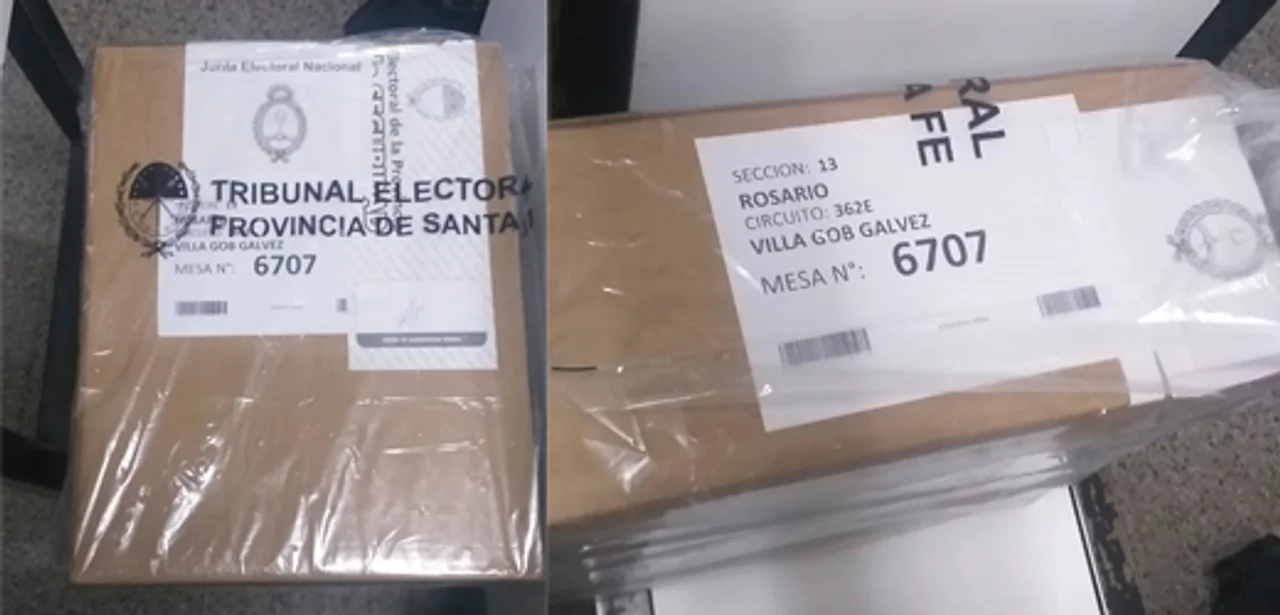 Junta Electoral Nacional
TRIBUNAL ELECTORA
PROVINCIA DE SANTA
VILLA GOB GALVEZ
MESA N°: 6707
RAL
A FE
SECCION: 13
ROSARIO
CIRCUITO: 362E
VILLA GOB GALVEZ
MESA N°: 6707